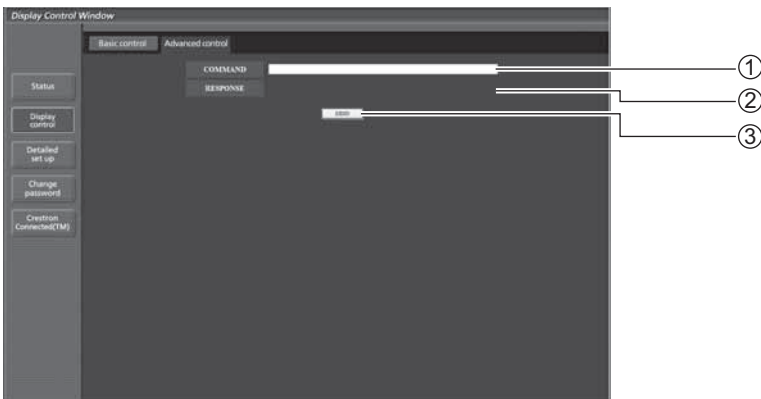 Display Control Window
Basic control Advanced control
COMMAND
①
RESPONSE
②
SEND
③
Status
Display
control
Detailed
set up
Change
password
Crestron
Connected(TM)